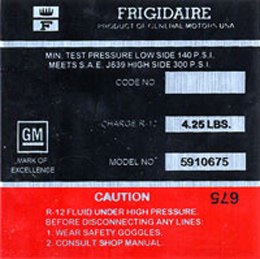 FRIGIDAIRE
F
PRODUCT OF GENERAL MOTORS USA
MIN. TEST PRESSURE LOW SIDE 140 P.S.I.
MEETS S.A.E. J639 HIGH SIDE 300 P.S.I.
CODE NO
CHARGE R-12 4.25 LBS.
GM
MARK OF
EXCELLENCE
MODEL NO 5910675
CAUTION
675
R-12 FLUID UNDER HIGH PRESSURE.
BEFORE DISCONNECTING ANY LINES:
1. WEAR SAFETY GOGGLES.
2. CONSULT SHOP MANUAL.